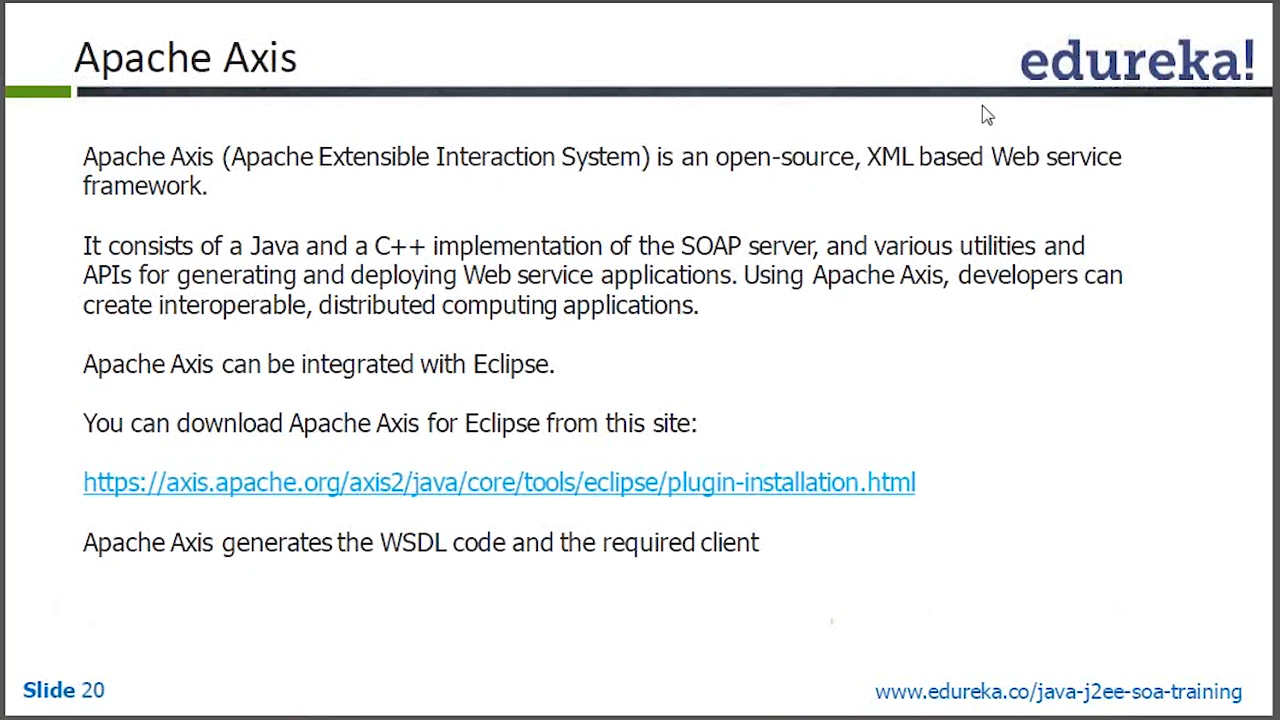 Apache Axis
edureka!
Apache Axis (Apache Extensible Interaction System) is an open-source, XML based Web service
framework.
It consists of a Java and a C++ implementation of the SOAP server, and various utilities and
APIs for generating and deploying Web service applications. Using Apache Axis, developers can
create interoperable, distributed computing applications.
Apache Axis can be integrated with Eclipse.
You can download Apache Axis for Eclipse from this site:
https://axis.apache.org/axis2/java/core/tools/eclipse/plugin-installation.html
Apache Axis generates the WSDL code and the required client
Slide 20
www.edureka.co/java-j2ee-soa-training